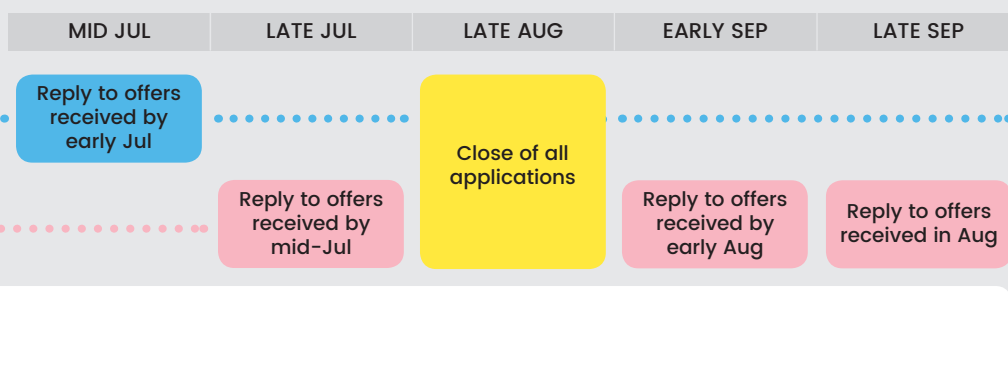 MID JUL
LATE JUL
LATE AUG
EARLY SEP
LATE SEP
Reply to offers
received by
early Jul
Reply to offers
received by
mid-Jul
Close of all
applications
Reply to offers
received by
early Aug
Reply to offers
received in Aug